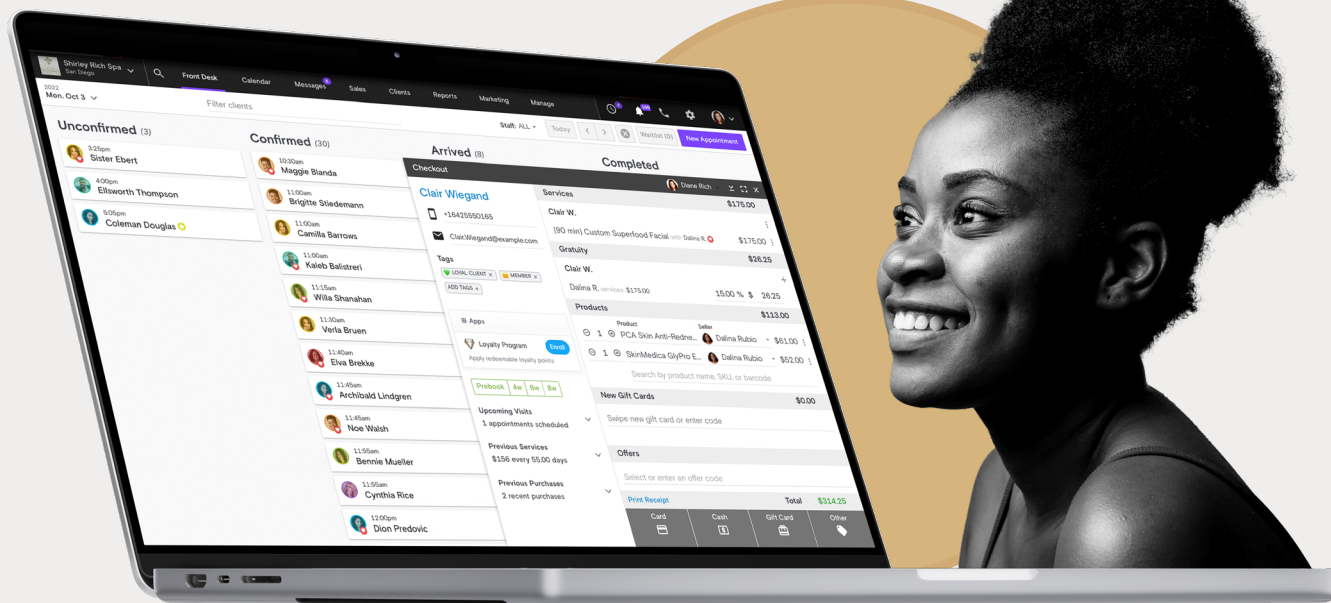 Shirley Rich Spa
San Diego
Front Desk
Calendar
Messages
Sales
Clients
Reports
Marketing
Manage
2022
Mon. Oct 3
Filter clients
Staff: ALL
Today
Waitlist (0)
New Appointment
Unconfirmed (3)
3:25pm
Sister Ebert
4:00pm
Ellsworth Thompson
5:05pm
Coleman Douglas
Confirmed (30)
10:30am
Maggie Blanda
11:00am
Brigitte Stiedemann
11:00am
Camilla Barrows
11:00am
Kaleb Balistreri
11:15am
Willa Shanahan
11:30am
Verla Bruen
11:40am
Elva Brekke
11:45am
Archibald Lindgren
11:45am
Noe Walsh
11:55am
Bennie Mueller
11:55am
Cynthia Rice
12:00pm
Dion Predovic
Arrived (8)
Completed
Checkout
Diane Rich
Clair Wiegand
+16425550165
ClairWiegand@example.com
Tags
LOYAL CLIENT ×
MEMBER ×
ADD TAGS +
Apps
Loyalty Program
Enroll
Apply redeemable loyalty points
Prebook 4w 6w 8w
Upcoming Visits
1 appointments scheduled
Previous Services
$156 every 55.00 days
Previous Purchases
2 recent purchases
Services $175.00
Clair W.
(90 min) Custom Superfood Facial with Dalina R. $175.00
Gratuity $26.25
Clair W.
Dalina R. services: $175.00 15.00 % $ 26.25
Products $113.00
Product Seller
1 PCA Skin Anti-Redne... Dalina Rubio $61.00
1 SkinMedica GlyPro E... Dalina Rubio $52.00
Search by product name, SKU, or barcode
New Gift Cards $0.00
Swipe new gift card or enter code
Offers
Select or enter an offer code
Print Receipt Total $314.25
Card Cash Gift Card Other